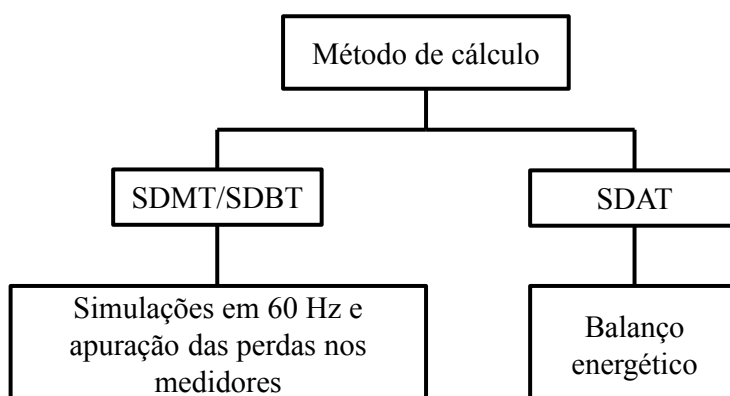 Método de cálculo
SDMT/SDBT
SDAT
Simulações em 60 Hz e
apuração das perdas nos
medidores
Balanço
energético